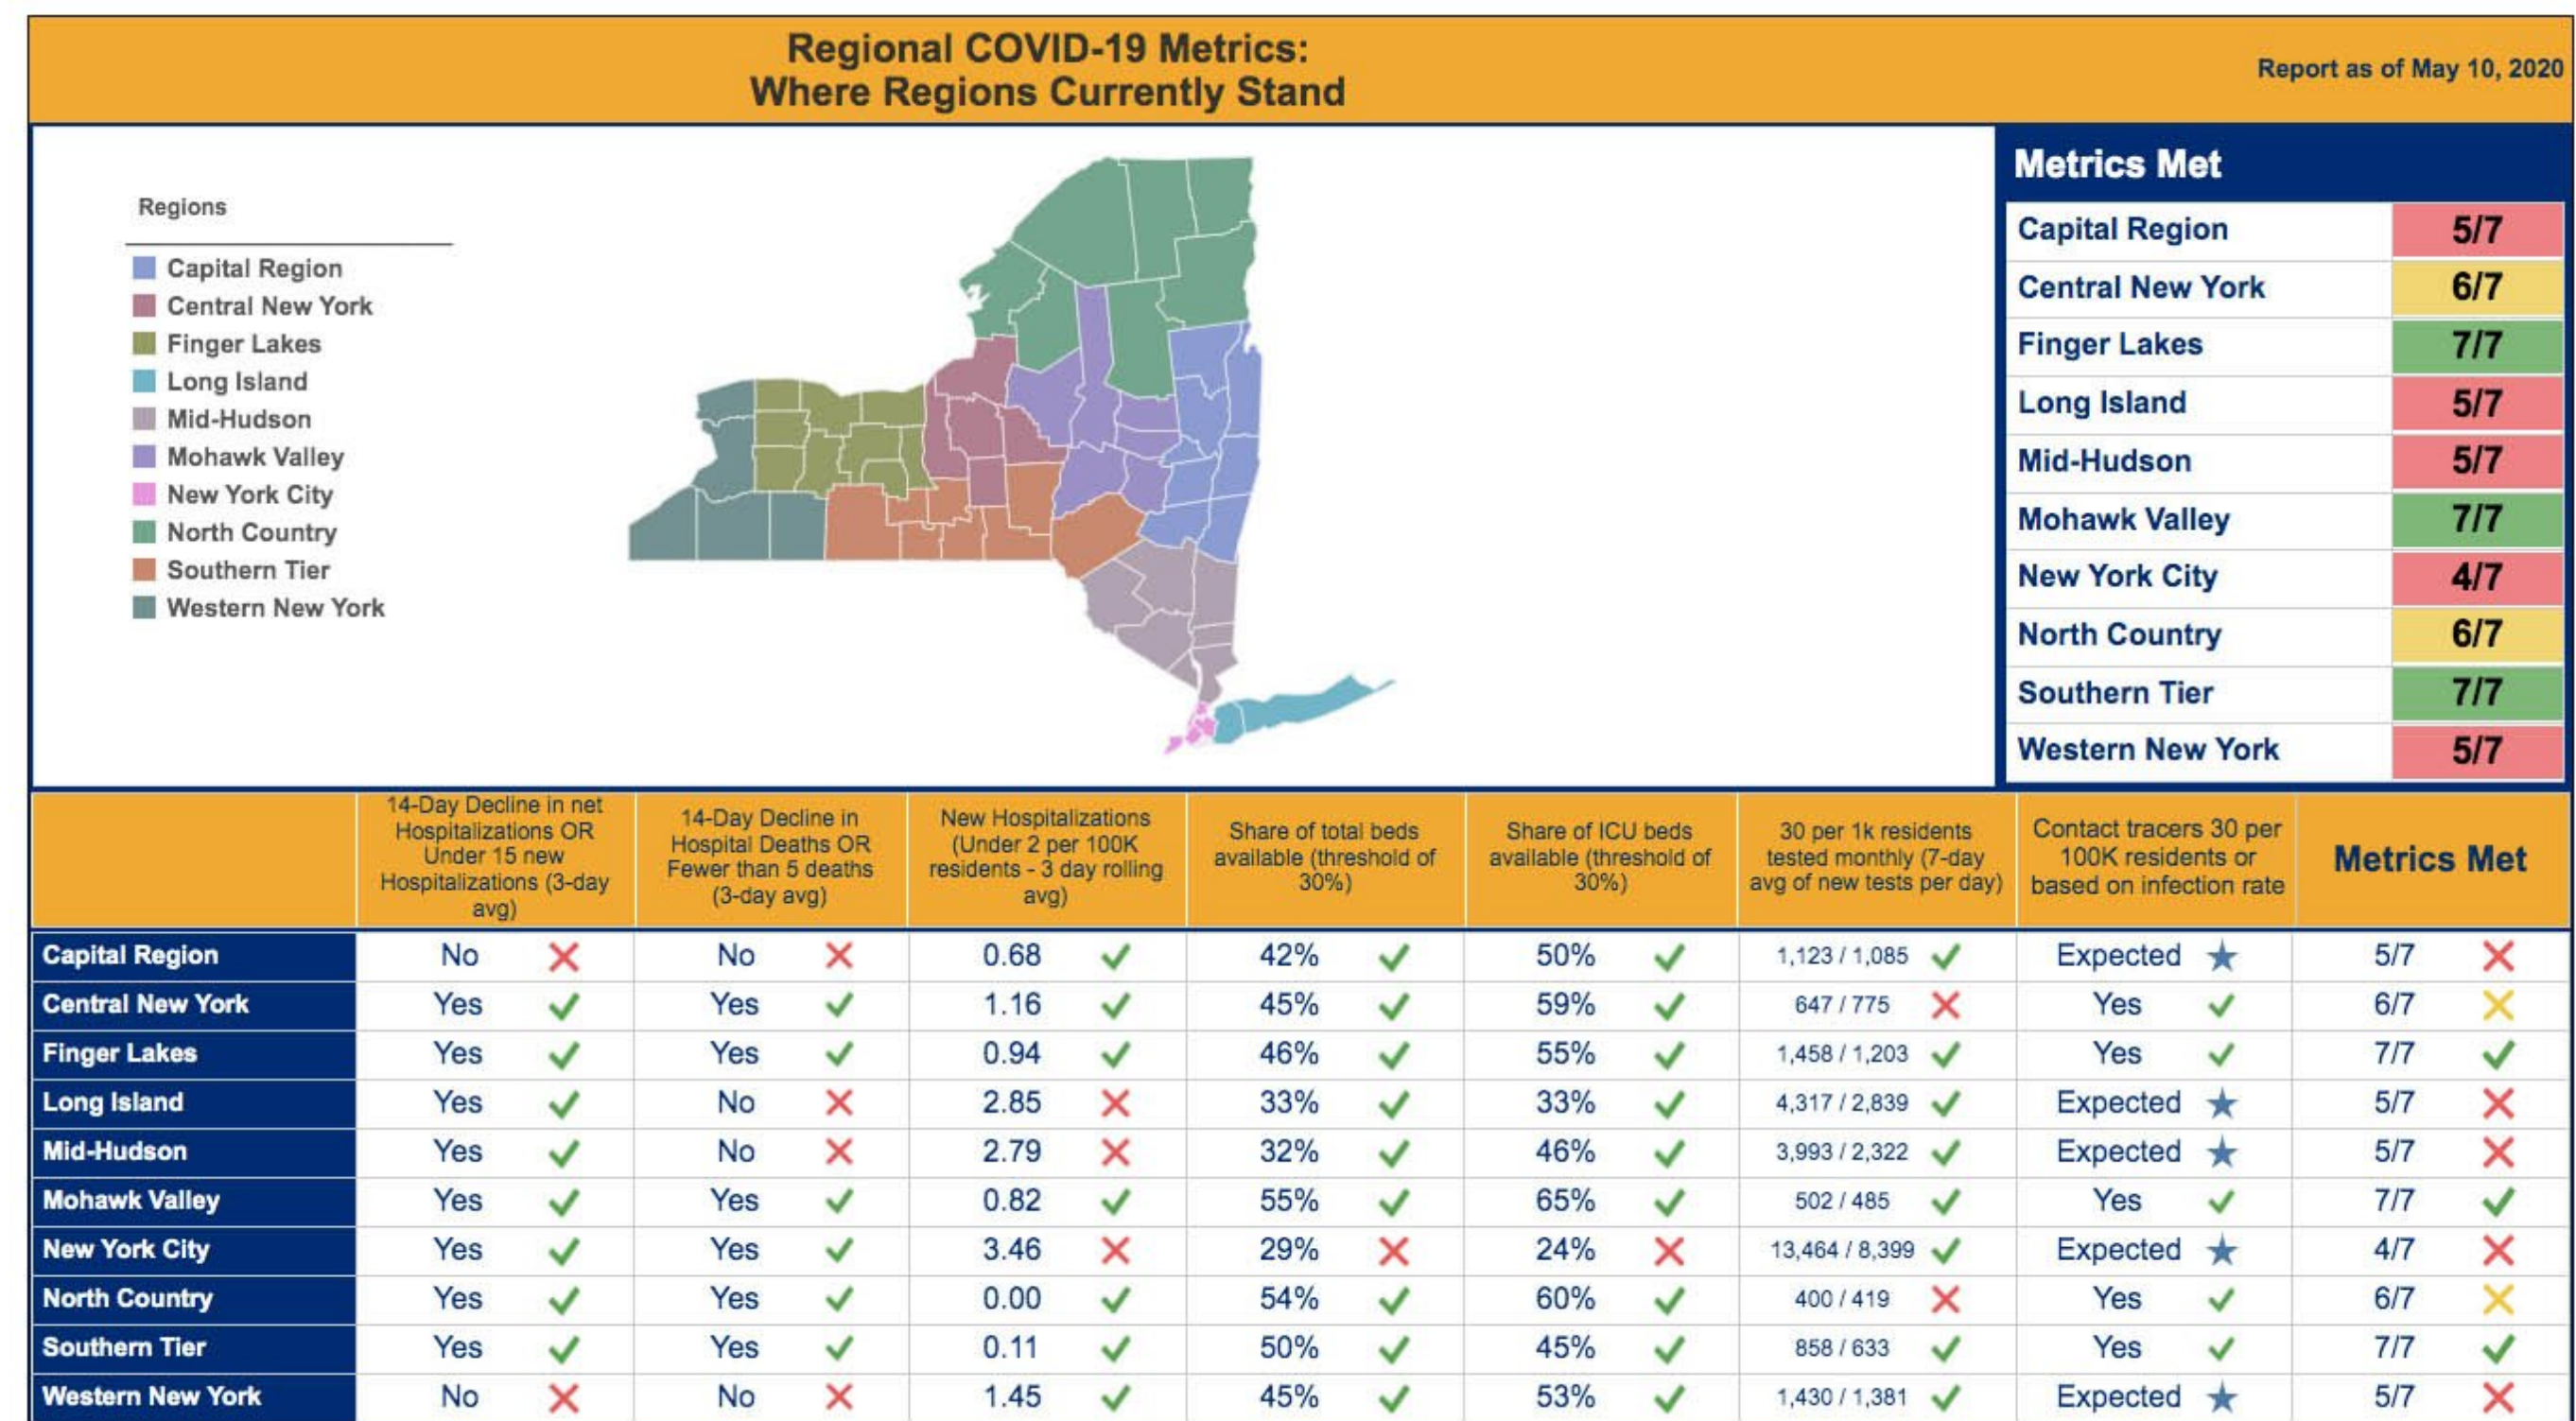 Regional COVID-19 Metrics:
Where Regions Currently Stand
Report as of May 10, 2020
Regions
Capital Region
Central New York
Finger Lakes
Long Island
Mid-Hudson
Mohawk Valley
New York City
North Country
Southern Tier
Western New York
Metrics Met
Capital Region 5/7
Central New York 6/7
Finger Lakes 7/7
Long Island 5/7
Mid-Hudson 5/7
Mohawk Valley 7/7
New York City 4/7
North Country 6/7
Southern Tier 7/7
Western New York 5/7
14-Day Decline in net
Hospitalizations OR
Under 15 new
Hospitalizations (3-day
avg)
14-Day Decline in
Hospital Deaths OR
Fewer than 5 deaths
(3-day avg)
New Hospitalizations
(Under 2 per 100K
residents - 3 day rolling
avg)
Share of total beds
available (threshold of
30%)
Share of ICU beds
available (threshold of
30%)
30 per 1k residents
tested monthly (7-day
avg of new tests per day)
Contact tracers 30 per
100K residents or
based on infection rate
Metrics Met
Capital Region No No 0.68 42% 50% 1,123 / 1,085 Expected 5/7
Central New York Yes Yes 1.16 45% 59% 647 / 775 Yes 6/7
Finger Lakes Yes Yes 0.94 46% 55% 1,458 / 1,203 Yes 7/7
Long Island Yes No 2.85 33% 33% 4,317 / 2,839 Expected 5/7
Mid-Hudson Yes No 2.79 32% 46% 3,993 / 2,322 Expected 5/7
Mohawk Valley Yes Yes 0.82 55% 65% 502 / 485 Yes 7/7
New York City Yes Yes 3.46 29% 24% 13,464 / 8,399 Expected 4/7
North Country Yes Yes 0.00 54% 60% 400 / 419 Yes 6/7
Southern Tier Yes Yes 0.11 50% 45% 858 / 633 Yes 7/7
Western New York No No 1.45 45% 53% 1,430 / 1,381 Expected 5/7